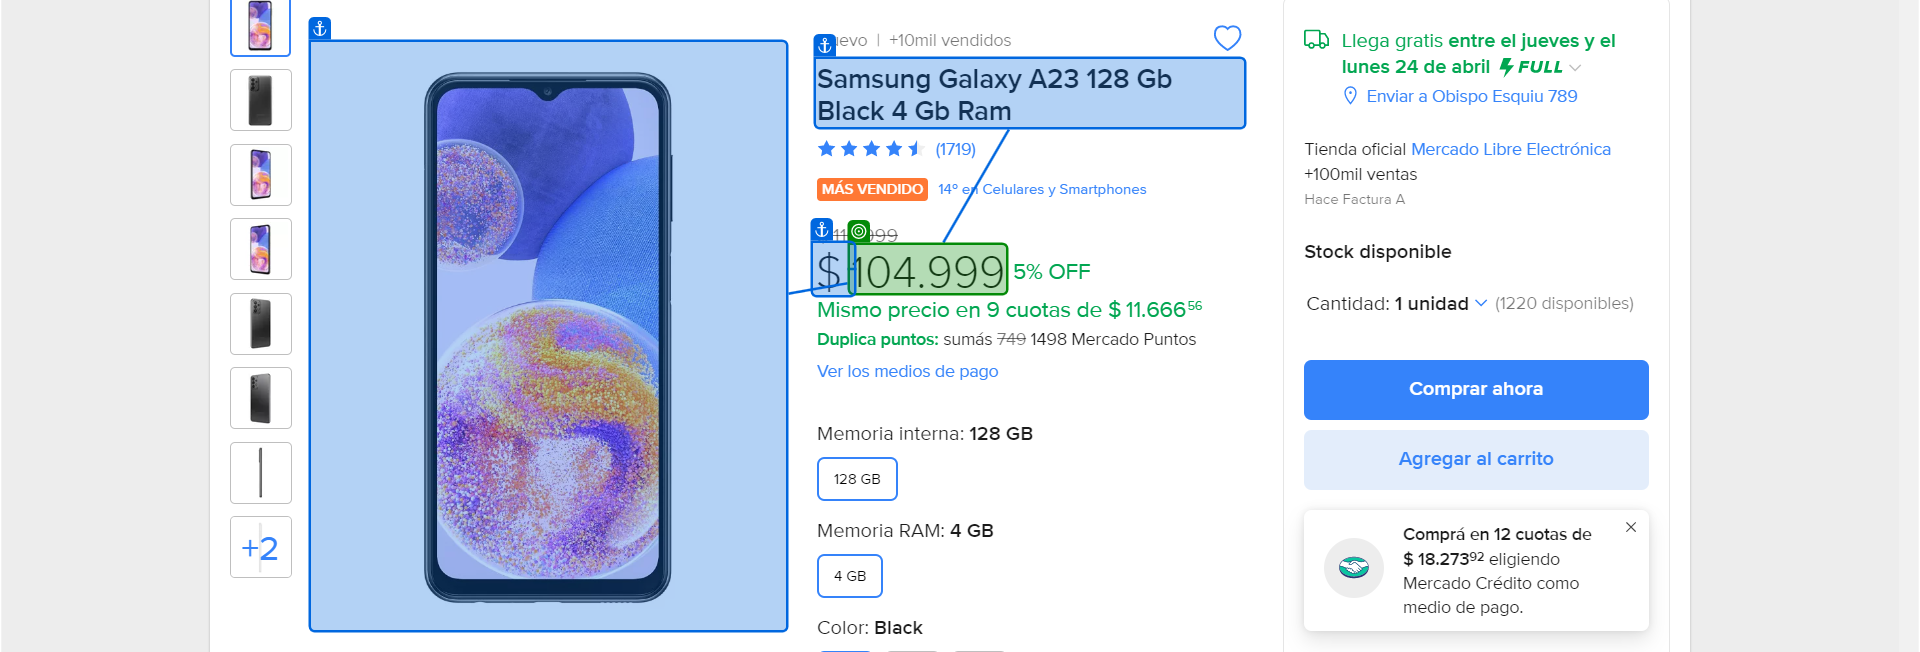 +2
evo | +10mil vendidos
Samsung Galaxy A23 128 Gb
Black 4 Gb Ram
(1719)
MÁS VENDIDO 14º en Celulares y Smartphones
$ 104.999 5% OFF
Mismo precio en 9 cuotas de $ 11.666 56
Duplica puntos: sumás 749 1498 Mercado Puntos
Ver los medios de pago
Memoria interna: 128 GB
128 GB
Memoria RAM: 4 GB
4 GB
Color: Black
Llega gratis entre el jueves y el
lunes 24 de abril FULL
Enviar a Obispo Esquiu 789
Tienda oficial Mercado Libre Electrónica
+100mil ventas
Hace Factura A
Stock disponible
Cantidad: 1 unidad (1220 disponibles)
Comprar ahora
Agregar al carrito
Comprá en 12 cuotas de
$ 18.273 92 eligiendo
Mercado Crédito como
medio de pago.